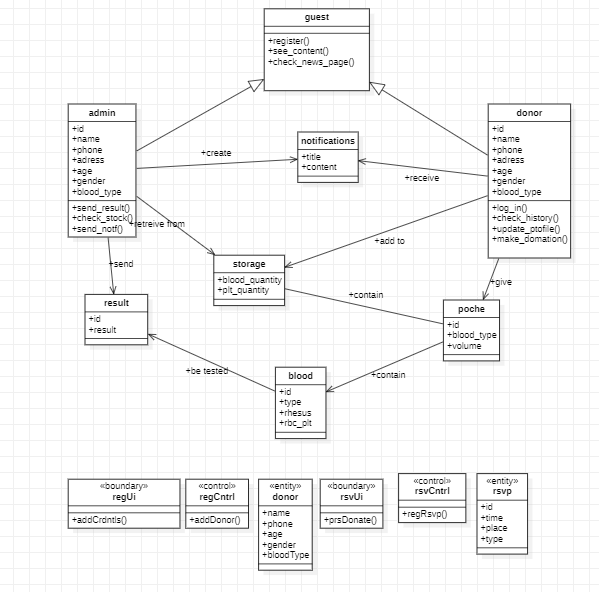 guest
+register()
+see_content()
+check_news_page()
admin
+id
+name
+phone
+adress
+age
+gender
+blood_type
+send_result()
+check_stock()
+send_notf()
notifications
+title
+content
donor
+id
+name
+phone
+adress
+age
+gender
+blood_type
+log_in()
+check_history()
+update_ptofile()
+make_domation()
+create
+receive
+retreive from
+add to
+send
+give
storage
+blood_quantity
+plt_quantity
+contain
result
+id
+result
poche
+id
+blood_type
+volume
+be tested
+contain
blood
+id
+type
+rhesus
+rbc_plt
«boundary»
regUi
+addCrdntls()
«control»
regCntrl
+addDonor()
«entity»
donor
+name
+phone
+age
+gender
+bloodType
«boundary»
rsvUi
+prsDonate()
«control»
rsvCntrl
+regRsvp()
«entity»
rsvp
+id
+time
+place
+type